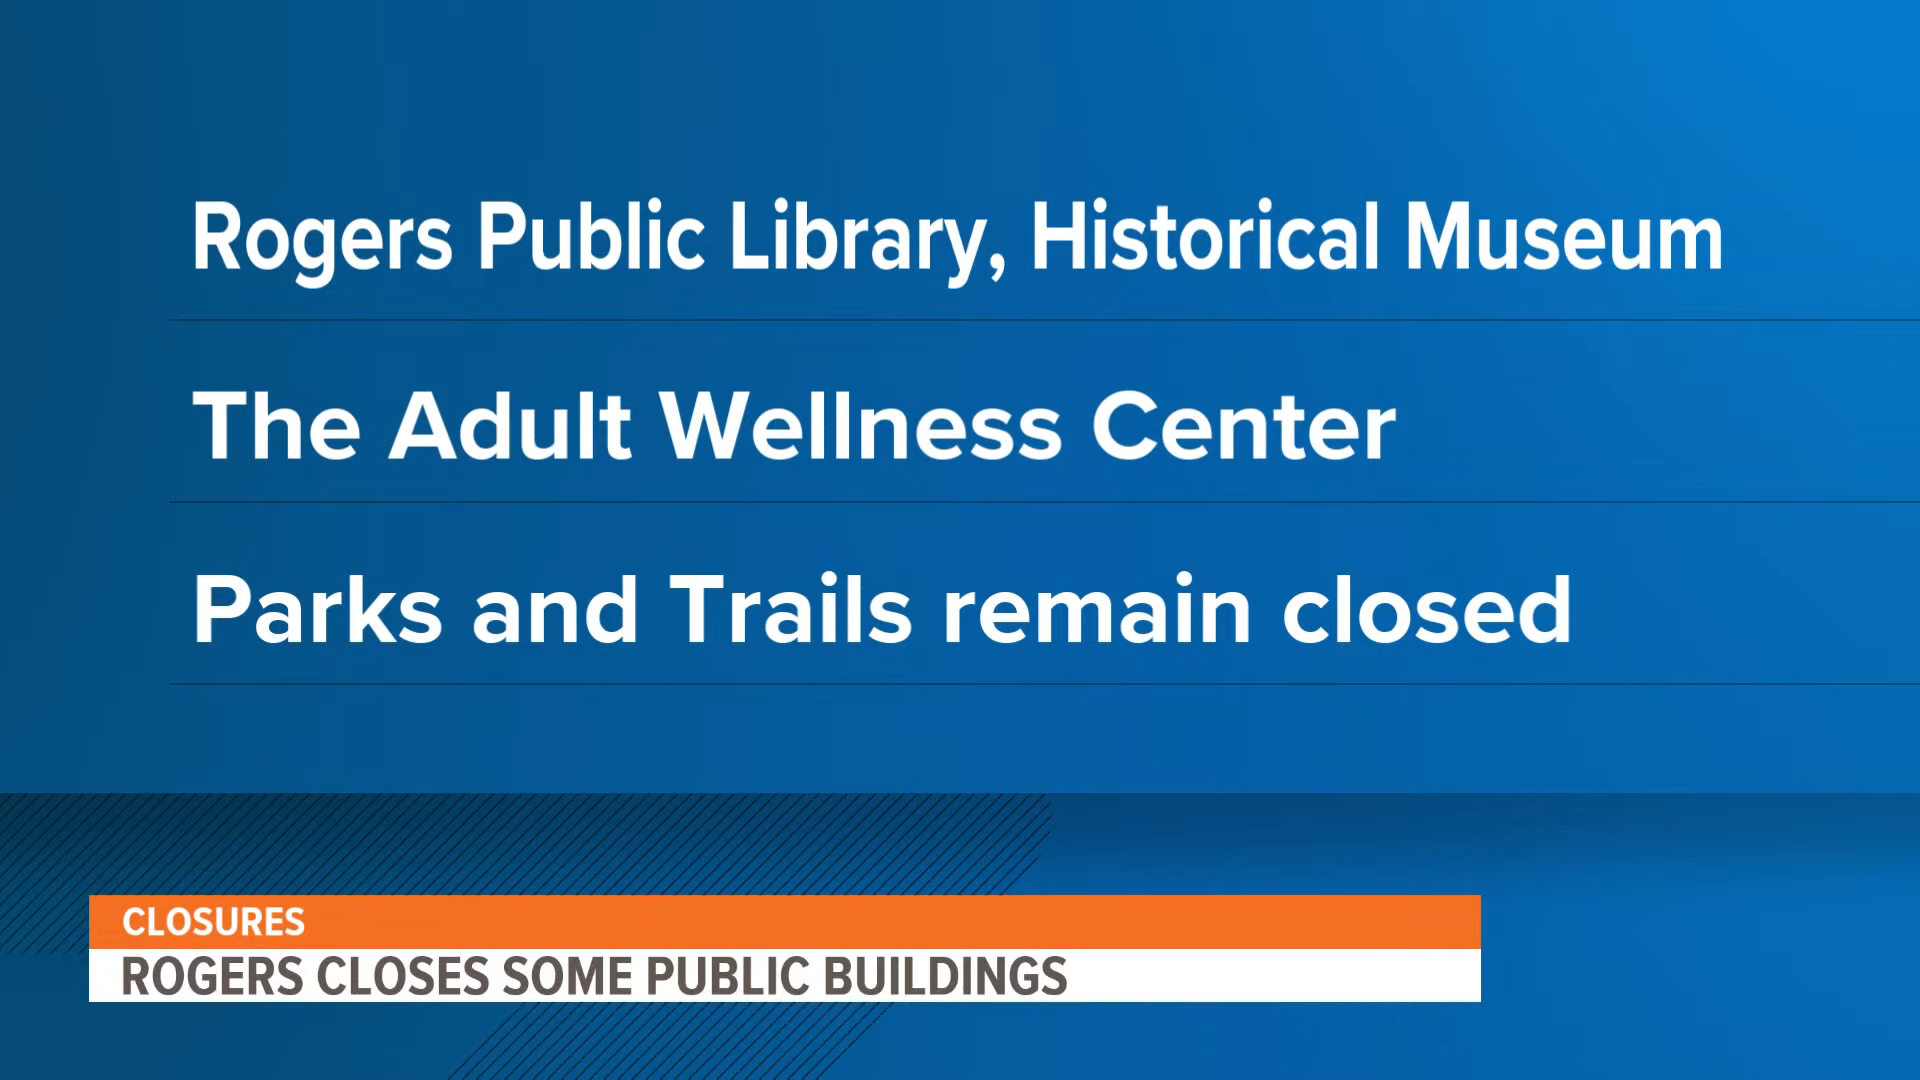 Rogers Public Library, Historical Museum
The Adult Wellness Center
Parks and Trails remain closed
CLOSURES
ROGERS CLOSES SOME PUBLIC BUILDINGS